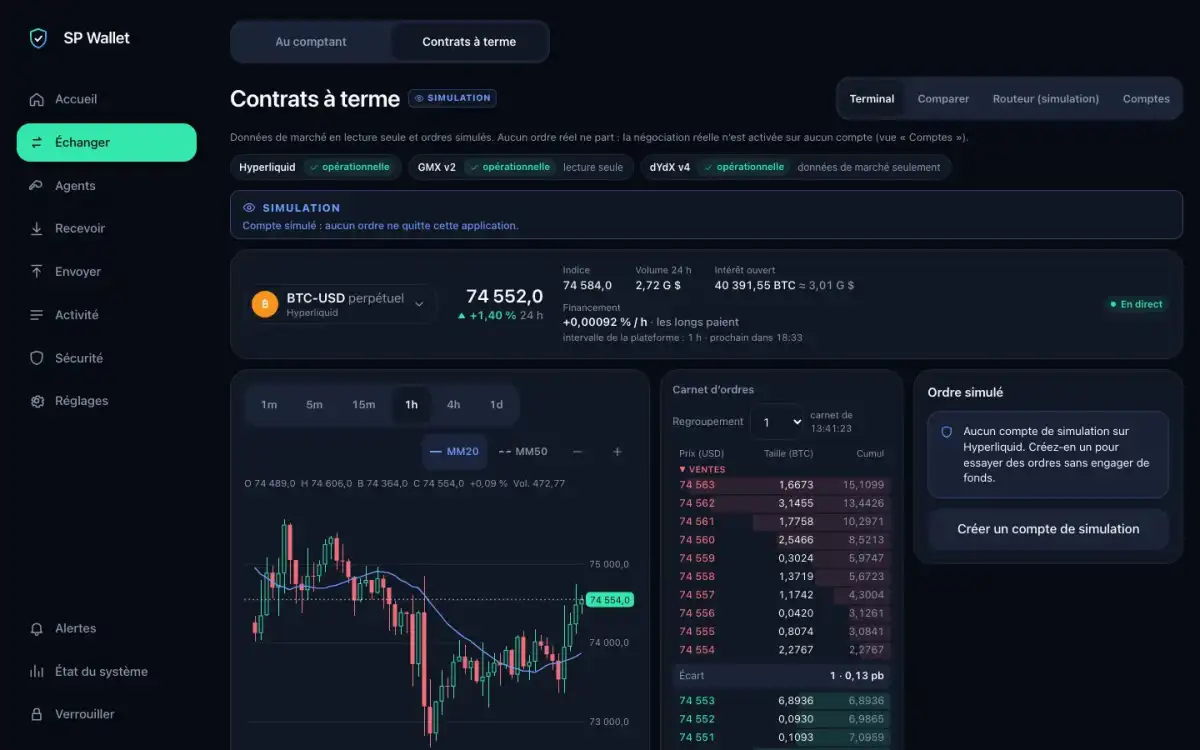 SP Wallet
Accueil
Échanger
Agents
Recevoir
Envoyer
Activité
Sécurité
Réglages
Alertes
État du système
Verrouiller
Au comptant
Contrats à terme
Contrats à terme SIMULATION
Terminal Comparer Routeur (simulation) Comptes
Données de marché en lecture seule et ordres simulés. Aucun ordre réel ne part : la négociation réelle n'est activée sur aucun compte (vue « Comptes »).
Hyperliquid opérationnelle GMX v2 opérationnelle lecture seule dYdX v4 opérationnelle données de marché seulement
SIMULATION
Compte simulé : aucun ordre ne quitte cette application.
BTC-USD perpétuel
Hyperliquid
74 552,0
▲ +1,40 % 24 h
Indice Volume 24 h Intérêt ouvert
74 584,0 2,72 G $ 40 391,55 BTC ≈ 3,01 G $
Financement
+0,00092 % / h · les longs paient
intervalle de la plateforme : 1 h · prochain dans 18:33
En direct
1m 5m 15m 1h 4h 1d
MM20 MM50 − +
O 74 489,0 H 74 606,0 B 74 364,0 C 74 554,0 +0,09 % Vol. 472,77
75 000,0
74 554,0
74 000,0
73 000,0
Carnet d'ordres
Regroupement 1 carnet de
13:41:23
Prix (USD) Taille (BTC) Cumul
▼ VENTES
74 563 1,6673 15,1099
74 562 3,1455 13,4426
74 561 1,7758 10,2971
74 560 2,5466 8,5213
74 559 0,3024 5,9747
74 558 1,3719 5,6723
74 557 1,1742 4,3004
74 556 0,0420 3,1261
74 555 0,8074 3,0841
74 554 2,2767 2,2767
Écart 1 · 0,13 pb
74 553 6,8936 6,8936
74 552 0,0930 6,9865
74 551 0,1093 7,0959
Ordre simulé
Aucun compte de simulation sur
Hyperliquid. Créez-en un pour
essayer des ordres sans engager de
fonds.
Créer un compte de simulation